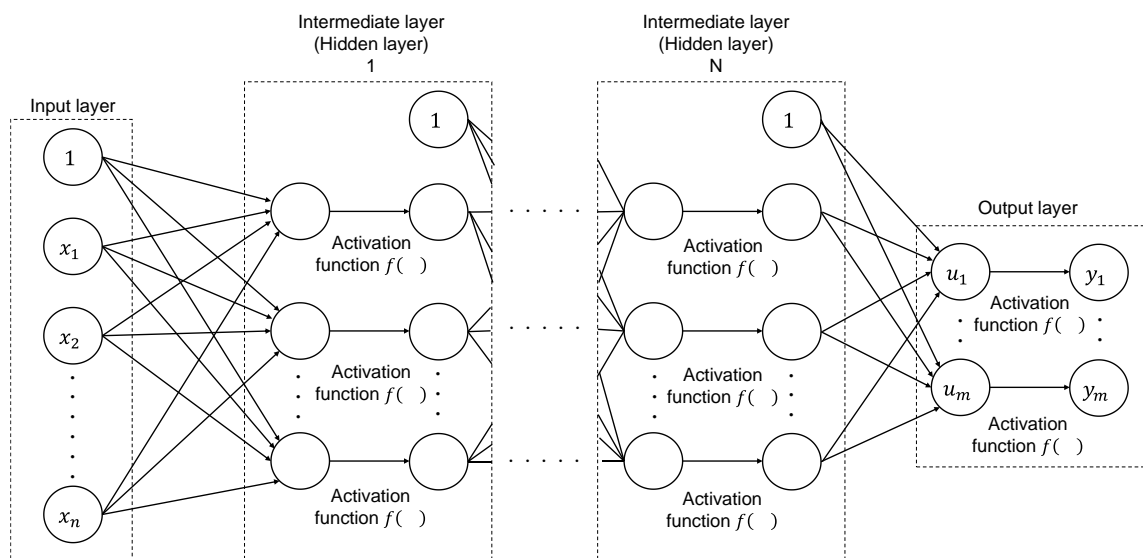 Intermediate layer
(Hidden layer)
1
Intermediate layer
(Hidden layer)
N
Input layer
1
x₁
x₂
xₙ
1
Activation
function f( )
Activation
function f( )
Activation
function f( )
· · · · ·
· · · · ·
· · · · ·
1
Activation
function f( )
Activation
function f( )
Activation
function f( )
Output layer
u₁
y₁
Activation
function f( )
uₘ
yₘ
Activation
function f( )